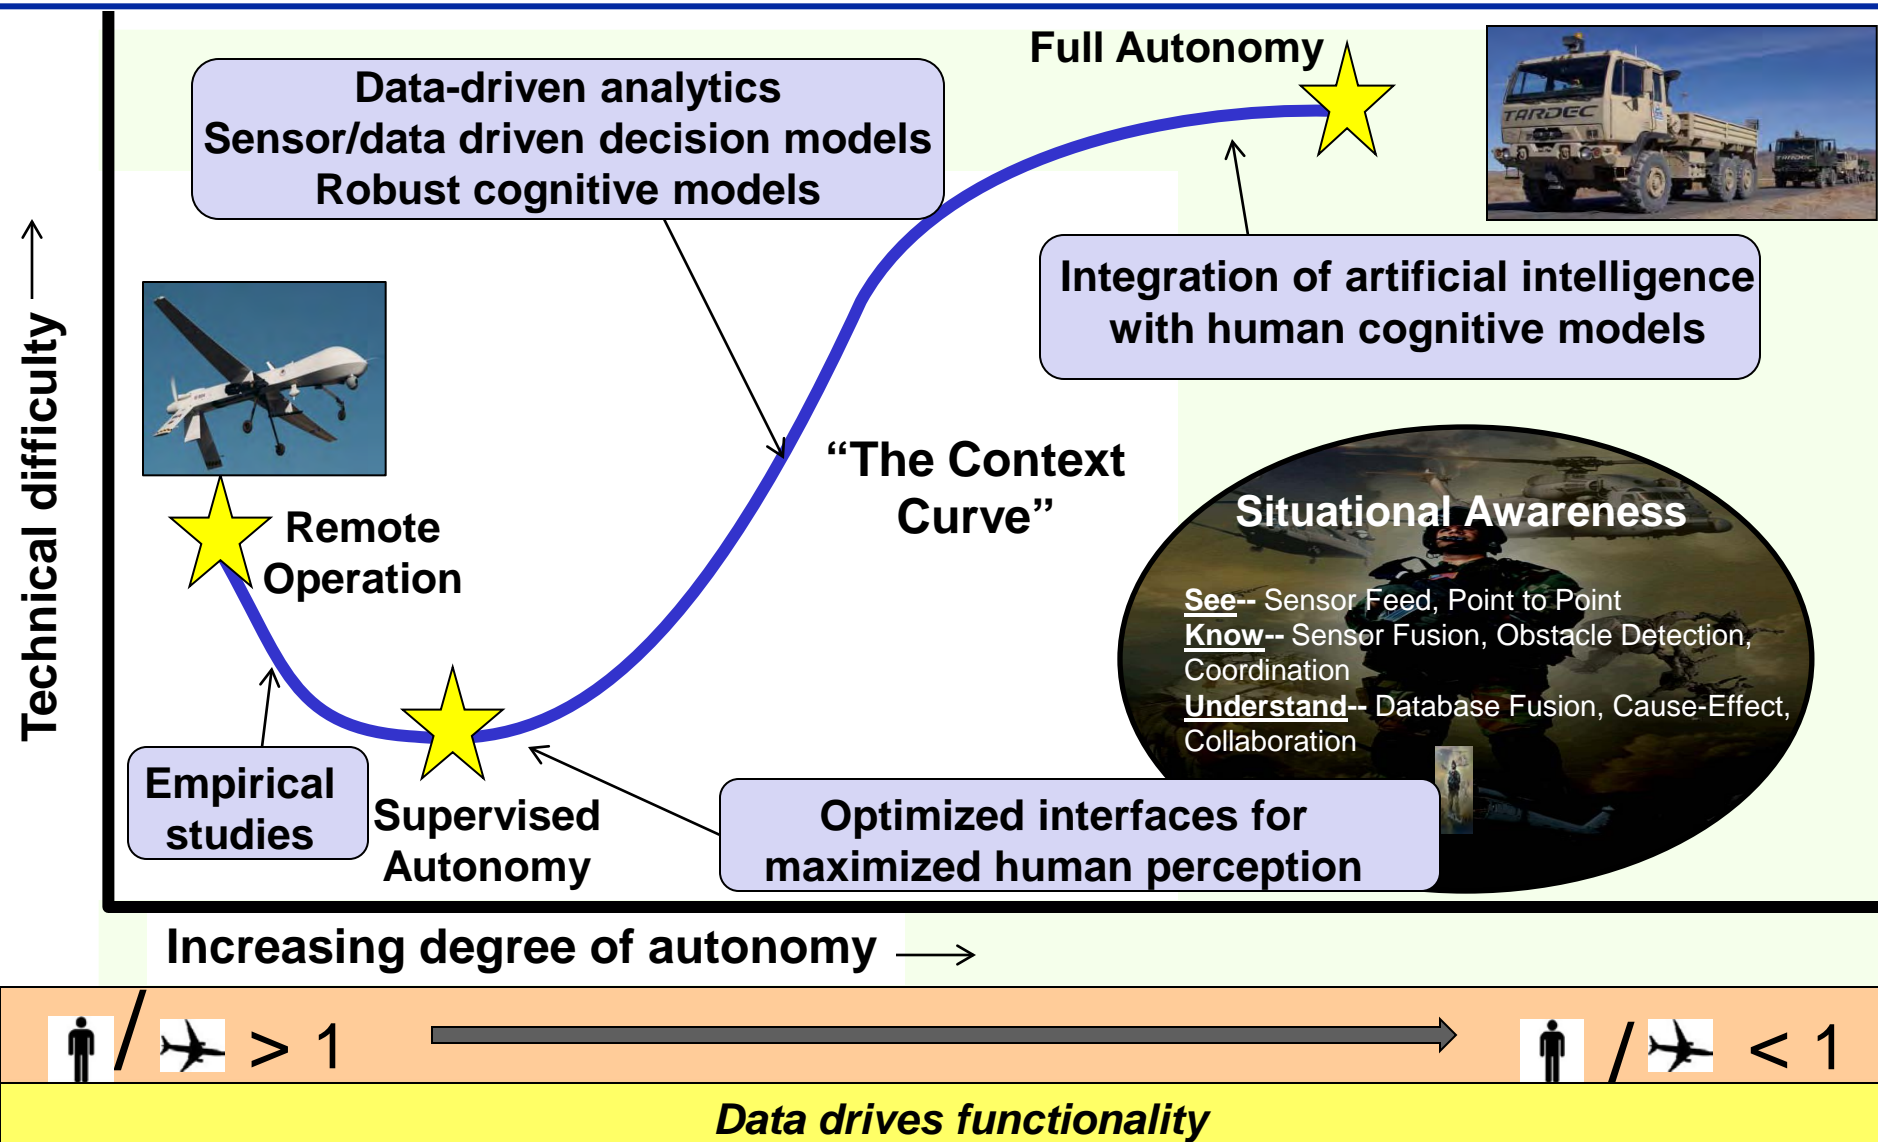 Full Autonomy
Data-driven analytics
Sensor/data driven decision models
Robust cognitive models
TARDEC
TARDEC
Integration of artificial intelligence
with human cognitive models
Technical difficulty
“The Context
Curve”
Remote
Operation
Situational Awareness
See-- Sensor Feed, Point to Point
Know-- Sensor Fusion, Obstacle Detection,
Coordination
Understand-- Database Fusion, Cause-Effect,
Collaboration
Empirical
studies
Supervised
Autonomy
Optimized interfaces for
maximized human perception
Increasing degree of autonomy
/ > 1
/ < 1
Data drives functionality